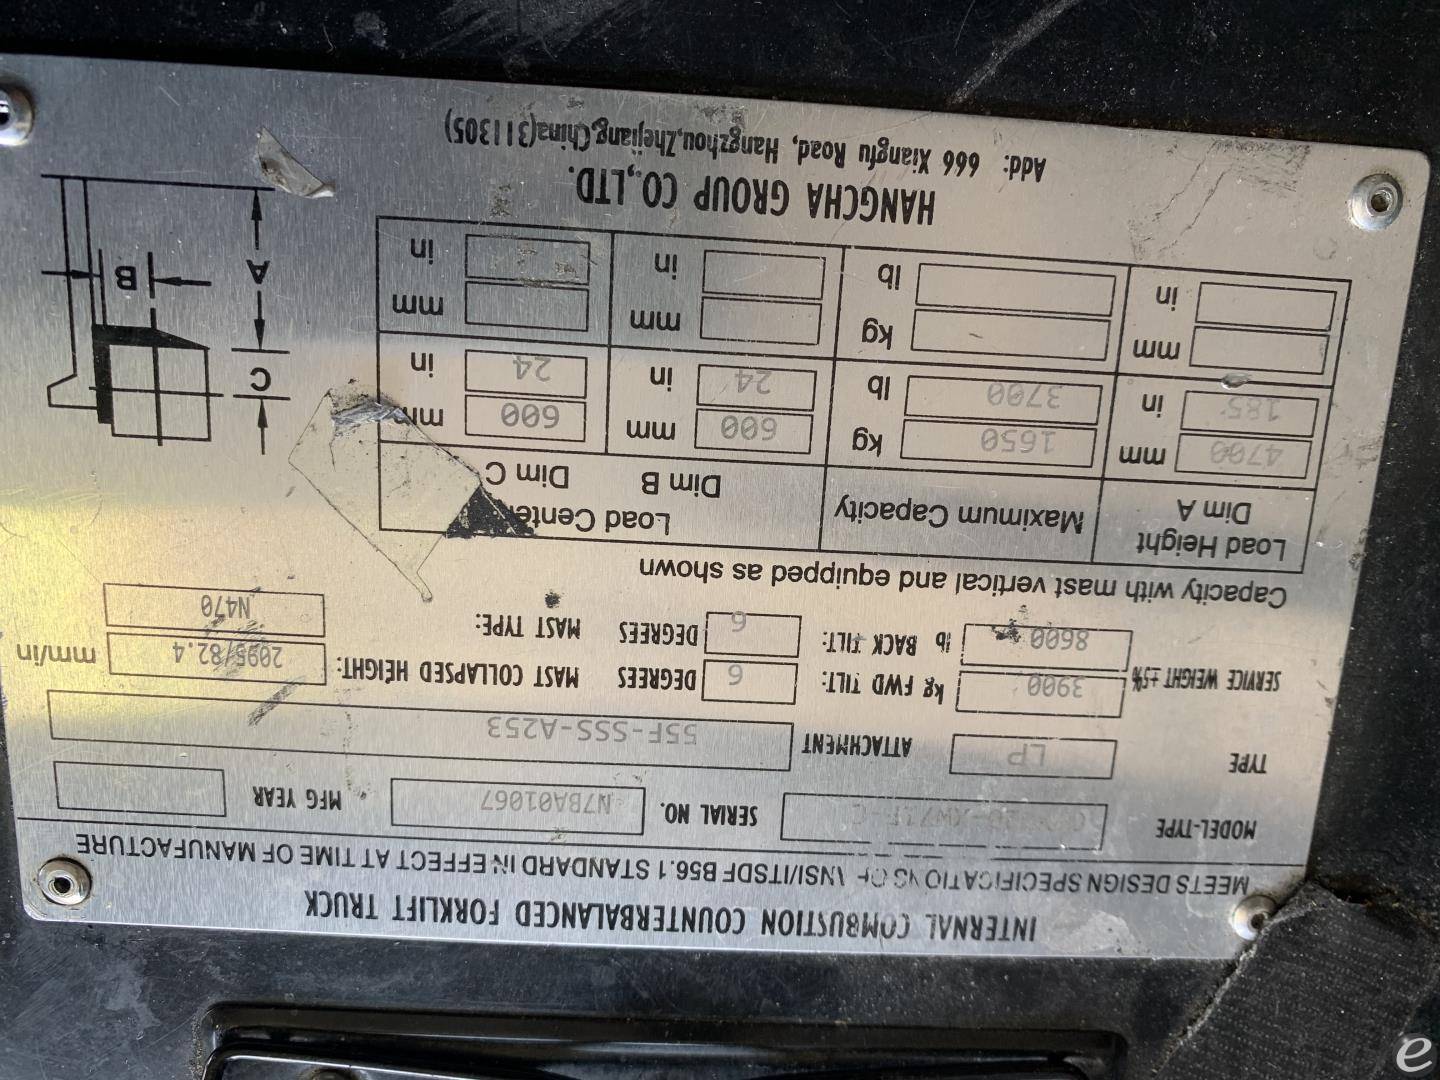 INTERNAL COMBUSTION COUNTERBALANCED FORKLIFT TRUCK
MEETS DESIGN SPECIFICATIONS OF ANSI/ITSDF B56.1 STANDARD IN EFFECT AT TIME OF MANUFACTURE
MODEL-TYPE SERIAL NO. N7BA01067 MFG YEAR
TYPE LP ATTACHMENT 55F-SSS-A253
SERVICE WEIGHT ±5% 3900 kg FWD TILT: 6 DEGREES MAST COLLAPSED HEIGHT: 2095/82.4 mm/in
8600 lb BACK TILT: 6 DEGREES MAST TYPE: N470
Capacity with mast vertical and equipped as shown
Load Height Dim A Maximum Capacity Load Center Dim B Dim C
4700 mm 1650 kg 600 mm 600 mm
185 in 3700 lb 24 in 24 in
mm kg mm mm
in lb in in
HANGCHA GROUP CO.,LTD.
Add: 666 Xiangfu Road, Hangzhou,Zhejiang,China(311305)
C
A
B
e